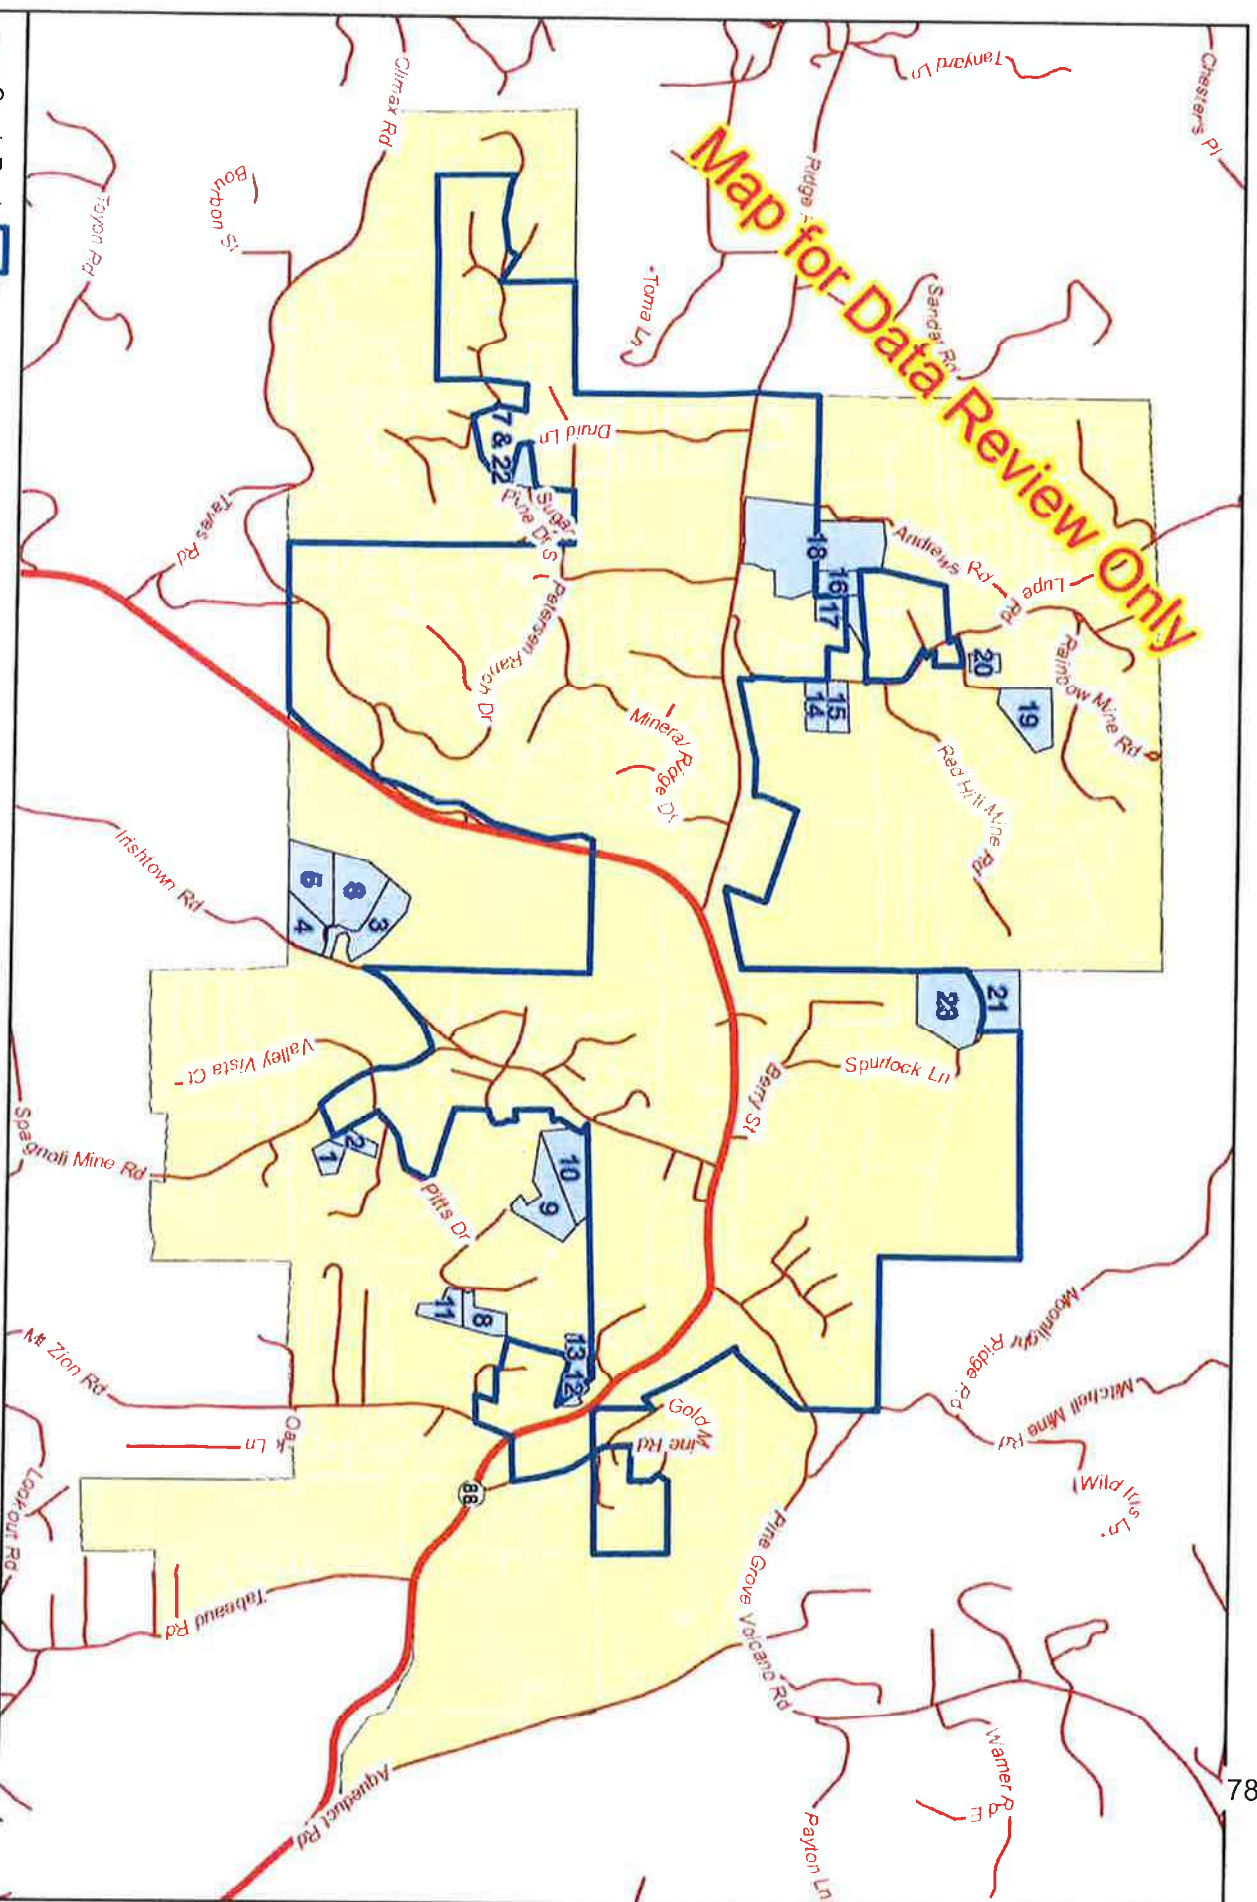 Chester's Pl
Tanyard Ln
Climax Rd
Ridge
Map for Data Review Only
Bourbon St
Toyon Rd
Toma Ln
Sandar Rd
Druid Ln
7 & 22
Sugar
Pine Dr S
Taves Rd
Petersen Ranch Dr
Mineral Ridge Dr
18
16
17
14
15
Andrews Rd
Lupe Rd
20
19
Rainbow Mine Rd
Red Hill Mine Rd
Irishtown Rd
5
6
4
3
23
21
Spurlock Ln
Berry St
Valley Vista Ct
Spagnoli Mine Rd
1
2
Pitts Dr
10
9
11
8
13
12
Gold Mine Rd
Moonlight Ridge Rd
Mitchell Mine Rd
Wild Iris Ln
Mt Zion Rd
Oak Ln
Lookout Rd
88
Tabeaud Rd
Pine Grove Volcano Rd
Aqueduct Rd
Payton Ln
Warner Rd E
78